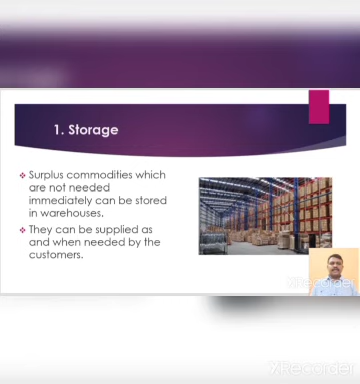 1. Storage
❖ Surplus commodities which
are not needed
immediately can be stored
in warehouses.
❖ They can be supplied as
and when needed by the
customers.
XRecorder
XRecorder